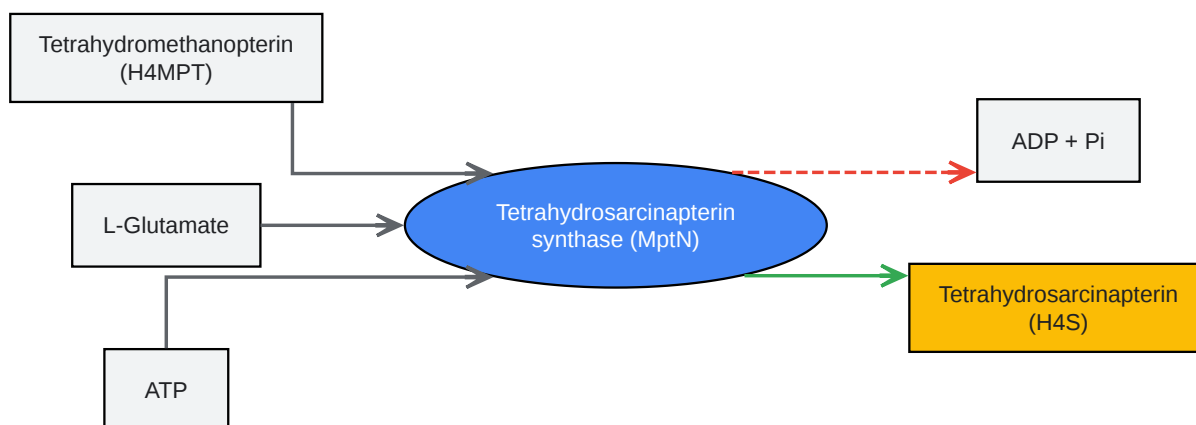 Tetrahydromethanopterin
(H4MPT)
ADP + Pi
L-Glutamate
Tetrahydrosarcinapterin
synthase (MptN)
Tetrahydrosarcinapterin
(H4S)
ATP